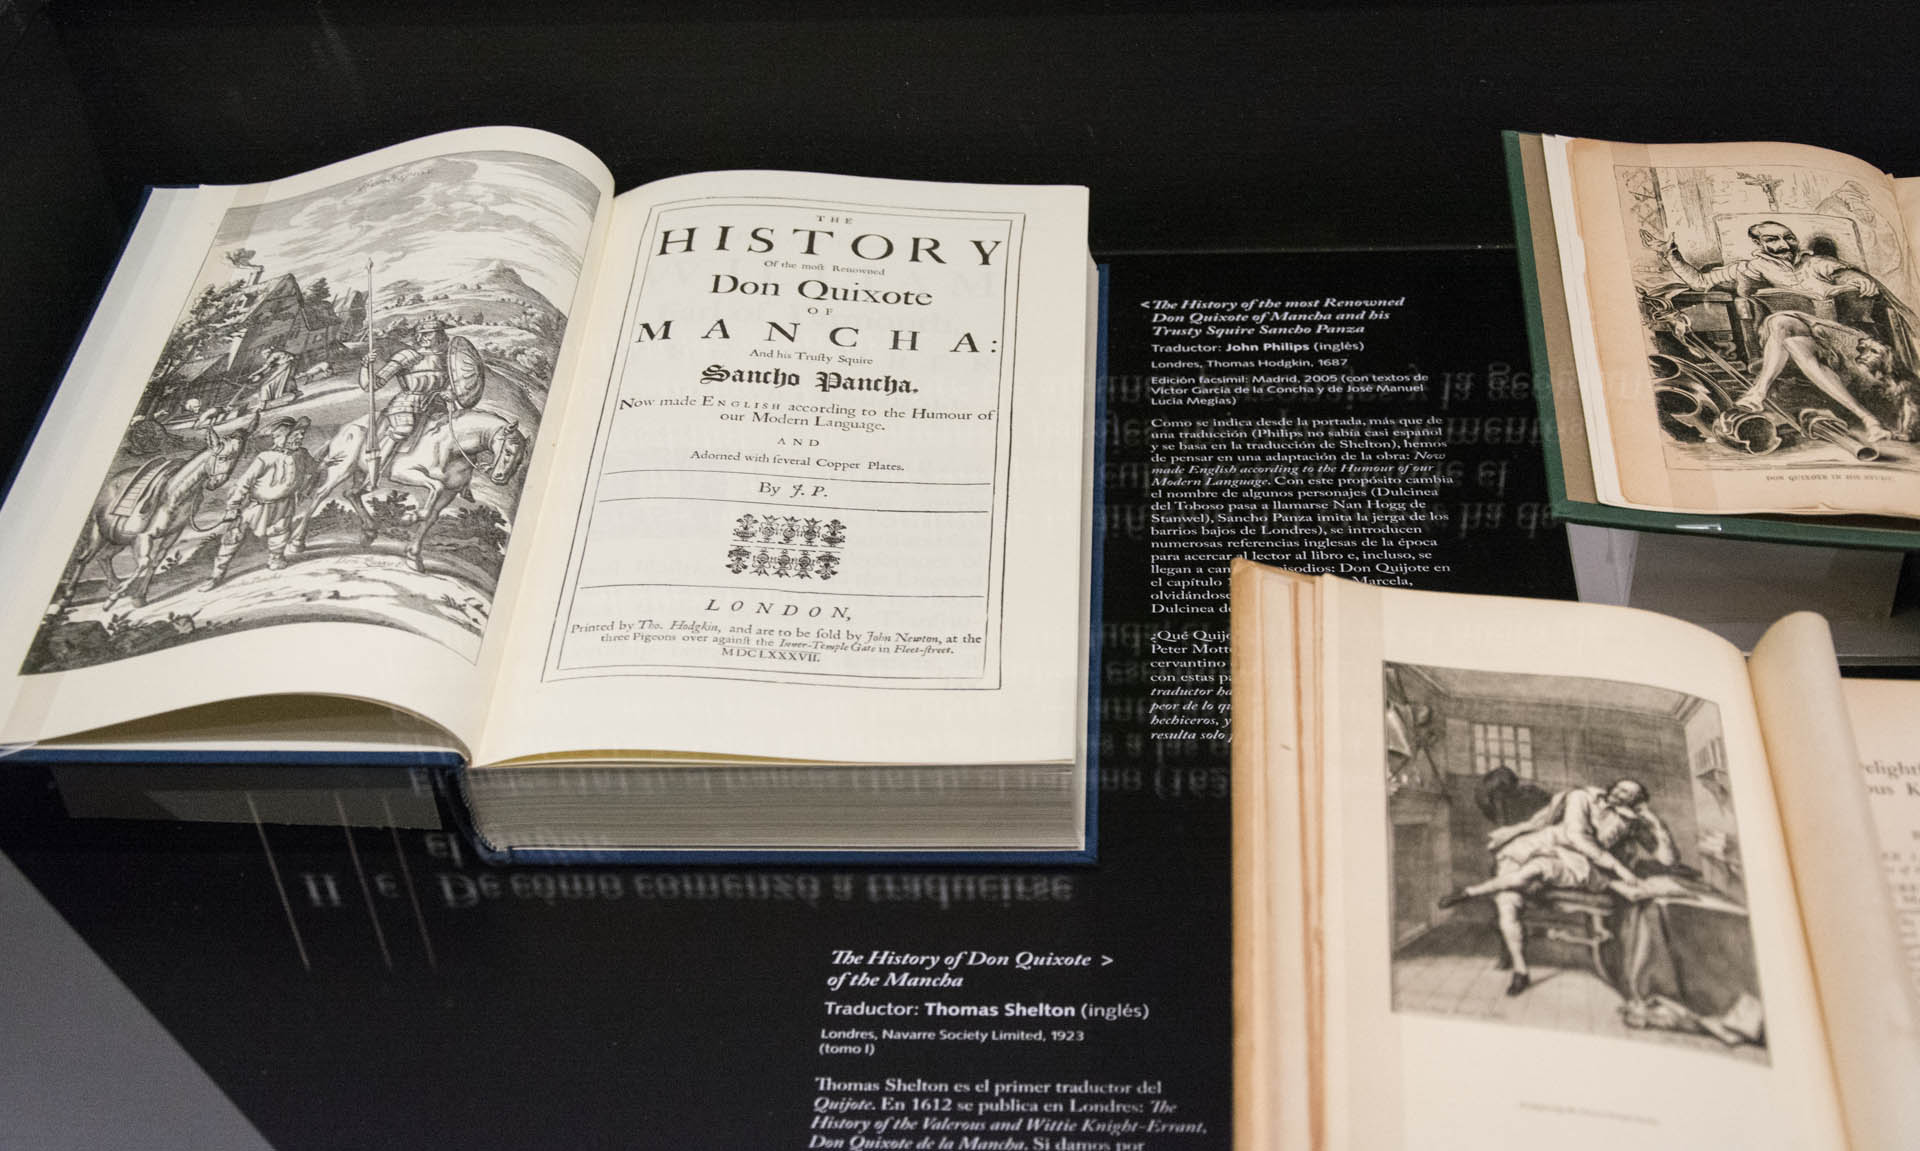 THE
HISTORY
Of the moſt Renowned
Don Quixote
OF
MANCHA:
And his Truſty Squire
Sancho Pancha.
Now made ENGLISH according to the Humour of
our Modern Language.
AND
Adorned with ſeveral Copper Plates.
By J. P.
LONDON,
Printed by Tho. Hodgkin, and are to be ſold by John Newton, at the
three Pigeons over againſt the Inner-Temple Gate in Fleet-ſtreet.
MDCLXXXVII.
< The History of the most Renowned
Don Quixote of Mancha and his
Trusty Squire Sancho Panza
Traductor: John Philips (inglés)
Londres, Thomas Hodgkin, 1687
Edición facsímil: Madrid, 2005 (con textos de
Víctor García de la Concha y de José Manuel
Lucía Megías)
Como se indica desde la portada, más que de
una traducción (Philips no sabía casi español
y se basa en la traducción de Shelton), hemos
de pensar en una adaptación de la obra: Now
made English according to the Humour of our
Modern Language. Con este propósito cambia
el nombre de algunos personajes (Dulcinea
del Toboso pasa a llamarse Nan Hogg de
Stanwel), Sancho Panza imita la jerga de los
barrios bajos de Londres), se introducen
numerosas referencias inglesas de la época
para acercar al lector al libro e, incluso, se
llegan a episodios: Don Quijote en
el capítulo Marcela,
Dulcinea
¿Qué
Peter
cervantino
con estas
traductor
peor de lo
hechiceros, y
resulta solo
DON QUIXOTE IN HIS STUDY.
The History of Don Quixote >
of the Mancha
Traductor: Thomas Shelton (inglés)
Londres, Navarre Society Limited, 1923
(tomo I)
Thomas Shelton es el primer traductor del
Quijote. En 1612 se publica en Londres: The
History of the Valerous and Wittie Knight-Errant,
Don Quixote de la Mancha. Si damos por